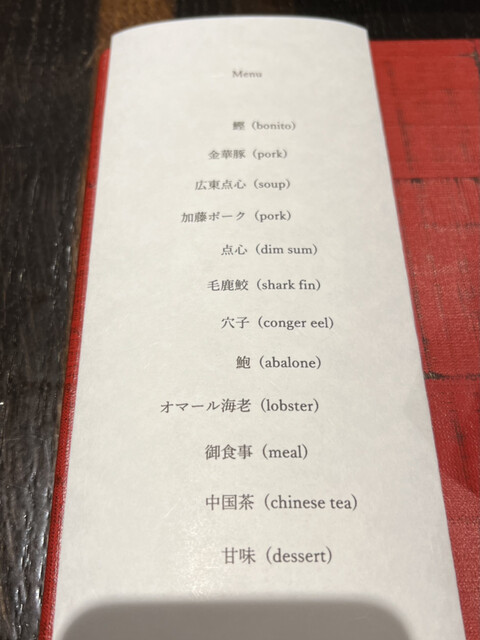 Menu
鰹（bonito）
金華豚（pork）
広東点心（soup）
加藤ポーク（pork）
点心（dim sum）
毛鹿鮫（shark fin）
穴子（conger eel）
鮑（abalone）
オマール海老（lobster）
御食事（meal）
中国茶（chinese tea）
甘味（dessert）